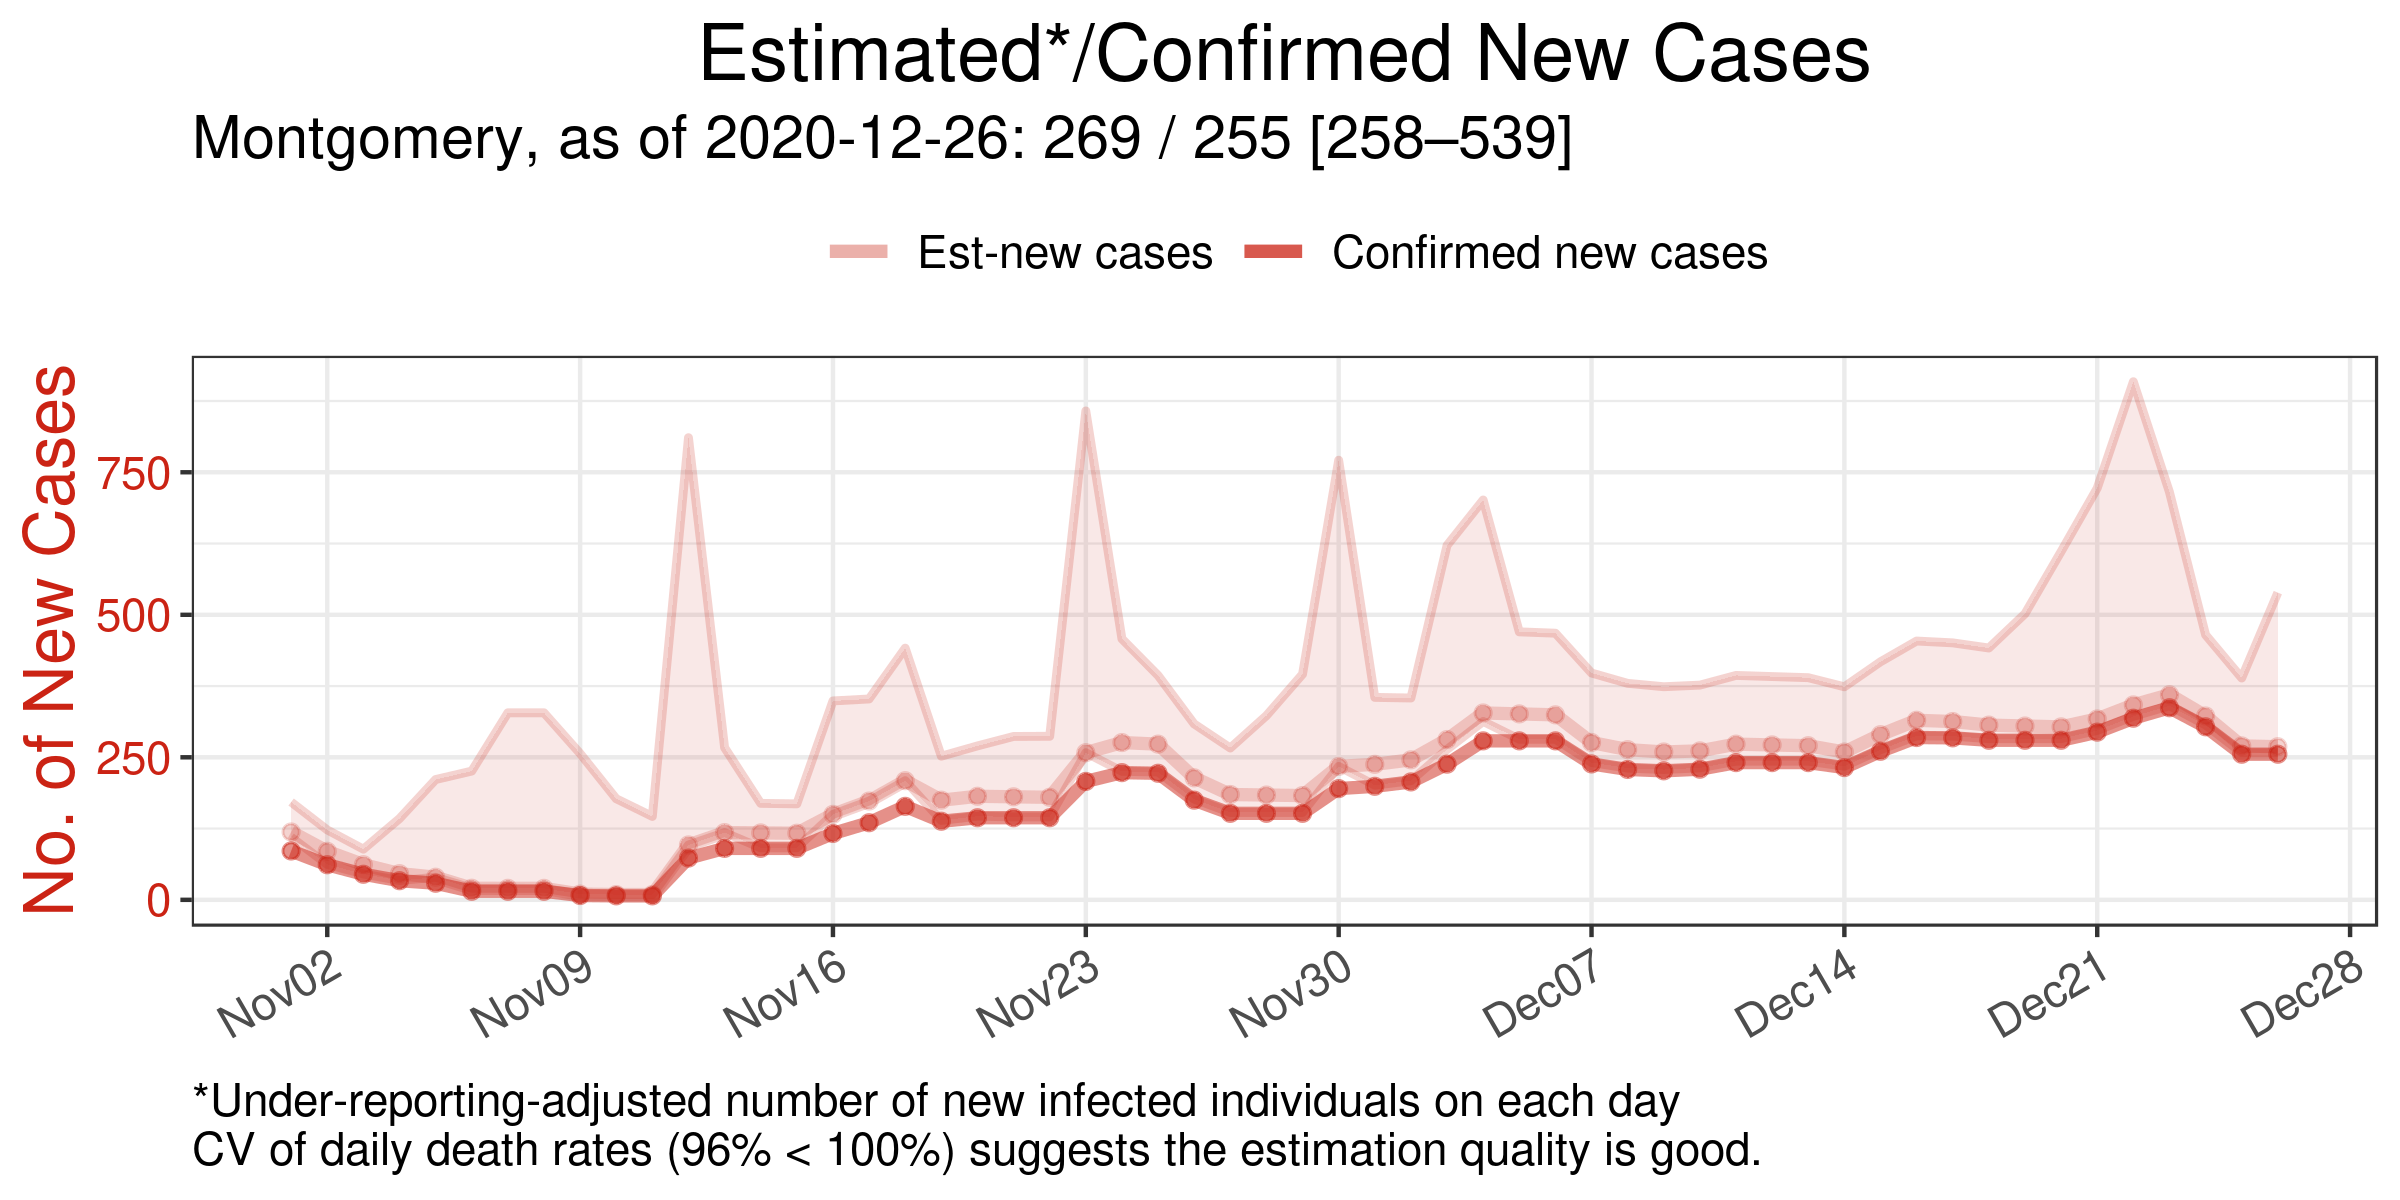 Estimated*/Confirmed New Cases
Montgomery, as of 2020-12-26: 269 / 255 [258–539]
Est-new cases
Confirmed new cases
No. of New Cases
750
500
250
0
Nov02
Nov09
Nov16
Nov23
Nov30
Dec07
Dec14
Dec21
Dec28
*Under-reporting-adjusted number of new infected individuals on each day
CV of daily death rates (96% < 100%) suggests the estimation quality is good.